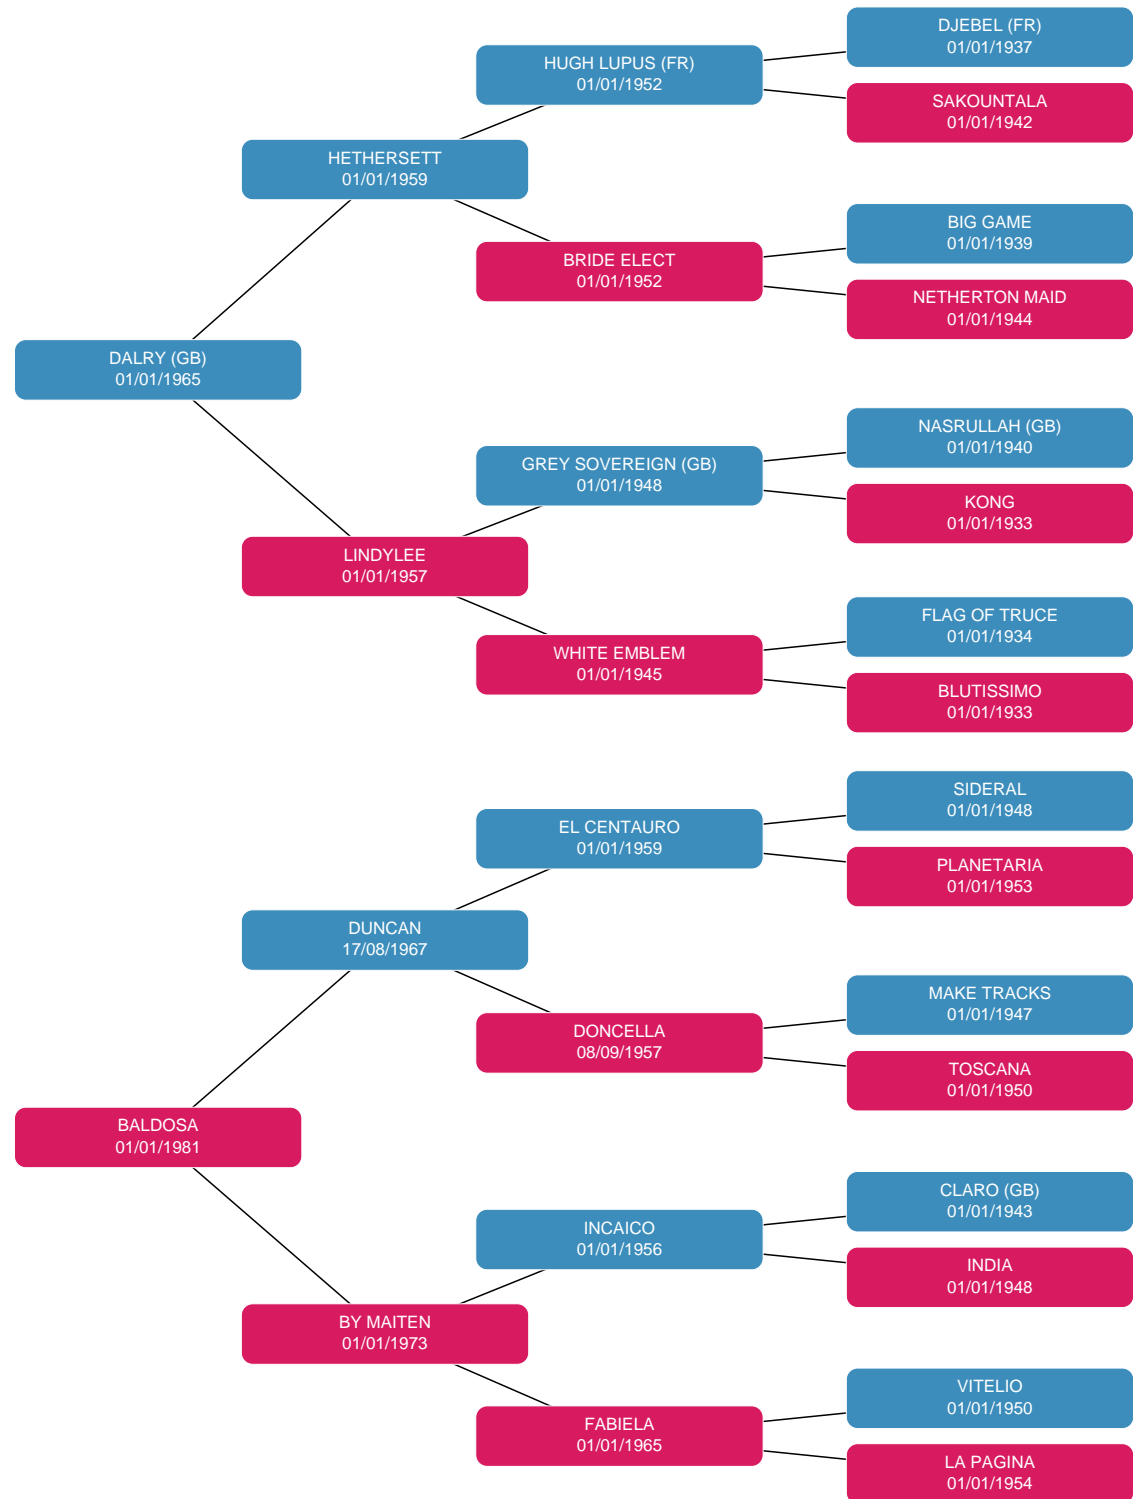 DJEBEL (FR)
01/01/1937
HUGH LUPUS (FR)
01/01/1952
SAKOUNTALA
01/01/1942
HETHERSETT
01/01/1959
BIG GAME
01/01/1939
BRIDE ELECT
01/01/1952
NETHERTON MAID
01/01/1944
DALRY (GB)
01/01/1965
NASRULLAH (GB)
01/01/1940
GREY SOVEREIGN (GB)
01/01/1948
KONG
01/01/1933
LINDYLEE
01/01/1957
FLAG OF TRUCE
01/01/1934
WHITE EMBLEM
01/01/1945
BLUTISSIMO
01/01/1933
SIDERAL
01/01/1948
EL CENTAURO
01/01/1959
PLANETARIA
01/01/1953
DUNCAN
17/08/1967
MAKE TRACKS
01/01/1947
DONCELLA
08/09/1957
TOSCANA
01/01/1950
BALDOSA
01/01/1981
CLARO (GB)
01/01/1943
INCAICO
01/01/1956
INDIA
01/01/1948
BY MAITEN
01/01/1973
VITELIO
01/01/1950
FABIELA
01/01/1965
LA PAGINA
01/01/1954